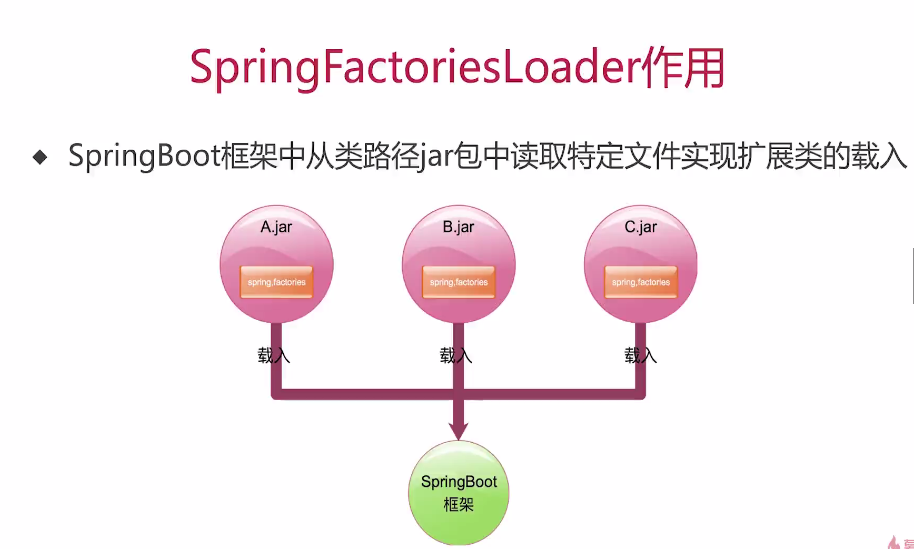 SpringFactoriesLoader作用
◆ SpringBoot框架中从类路径jar包中读取特定文件实现扩展类的载入
A.jar
B.jar
C.jar
spring,factories
spring,factories
spring,factories
载入
载入
载入
SpringBoot
框架